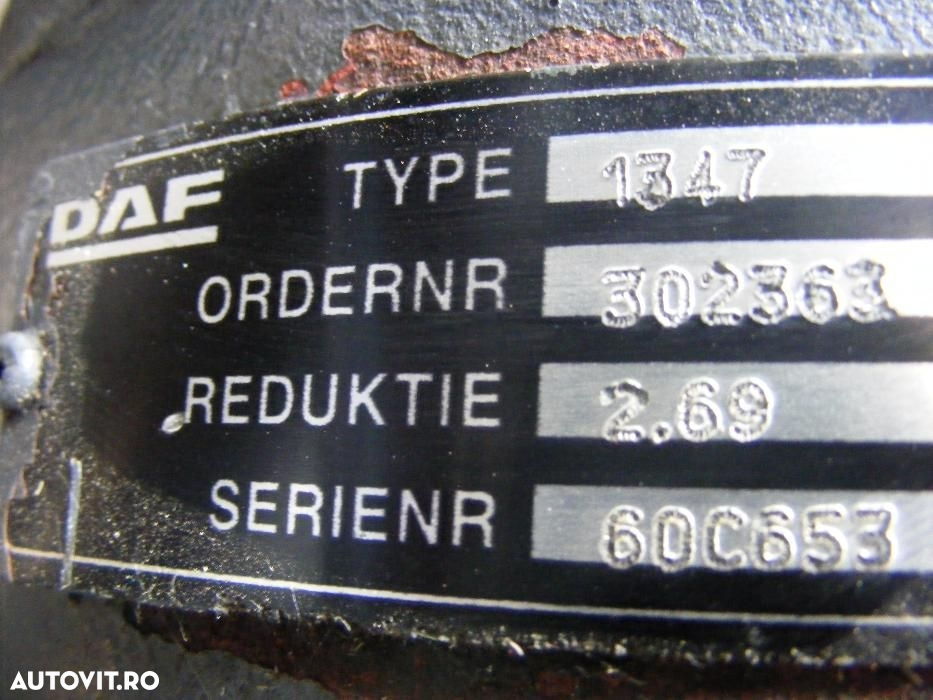 DAF
TYPE 1347
ORDERNR 302363
REDUKTIE 2.69
SERIENR 60C653
AUTOVIT.RO